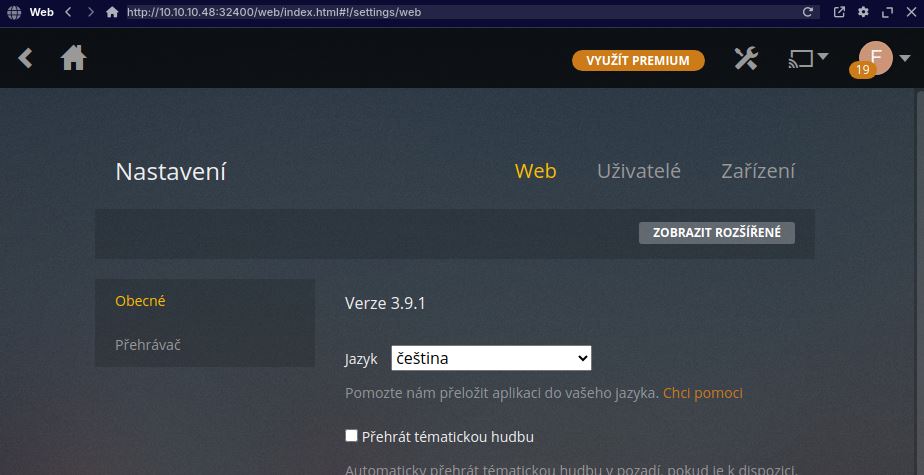 Web http://10.10.10.48:32400/web/index.html#!/settings/web
VYUŽÍT PREMIUM
F
19
Nastavení Web Uživatelé Zařízení
ZOBRAZIT ROZŠÍŘENÉ
Obecné
Přehrávač
Verze 3.9.1
Jazyk čeština
Pomozte nám přeložit aplikaci do vašeho jazyka. Chci pomoci
Přehrát tématickou hudbu
Automaticky přehrát tématickou hudbu v pozadí, pokud je k dispozici.